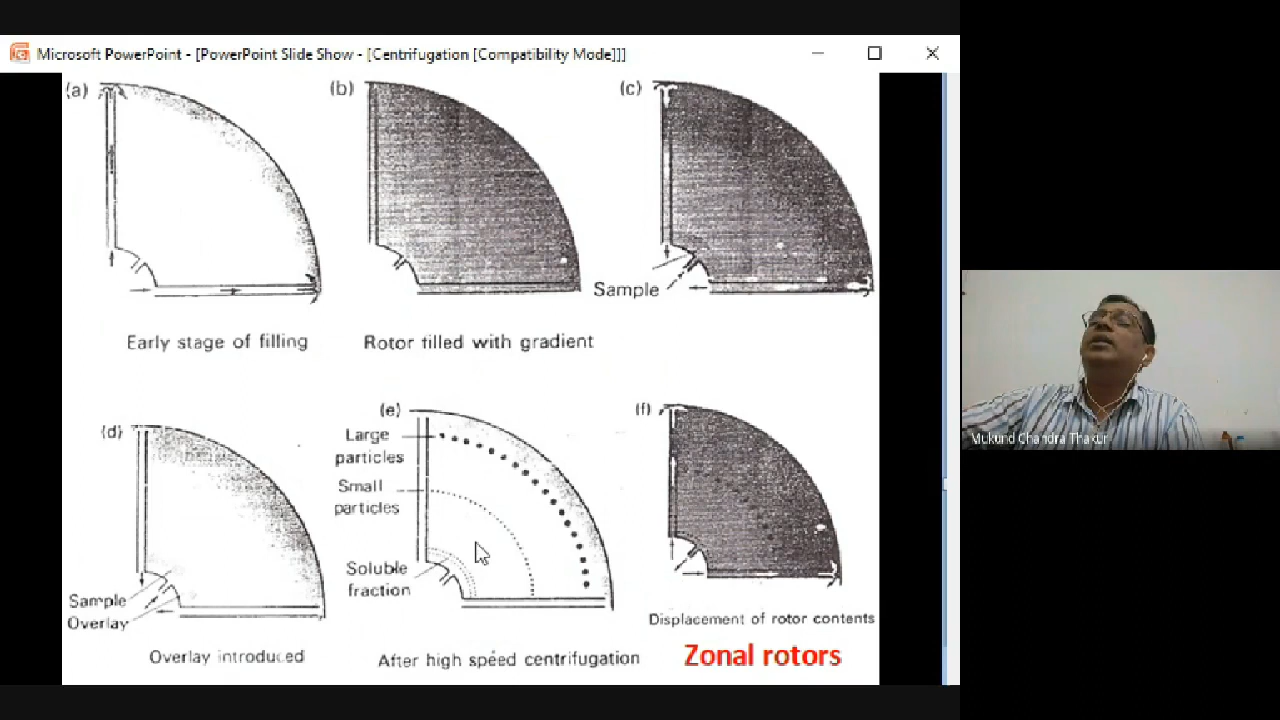 Microsoft PowerPoint - [PowerPoint Slide Show - [Centrifugation [Compatibility Mode]]]
(a)
(b)
(c)
Sample
Early stage of filling
Rotor filled with gradient
(d)
(e)
(f)
Large
particles
Small
particles
Soluble
fraction
Sample
Overlay
Overlay introduced
After high speed centrifugation
Displacement of rotor contents
Zonal rotors
Mukund Chandra Thakur